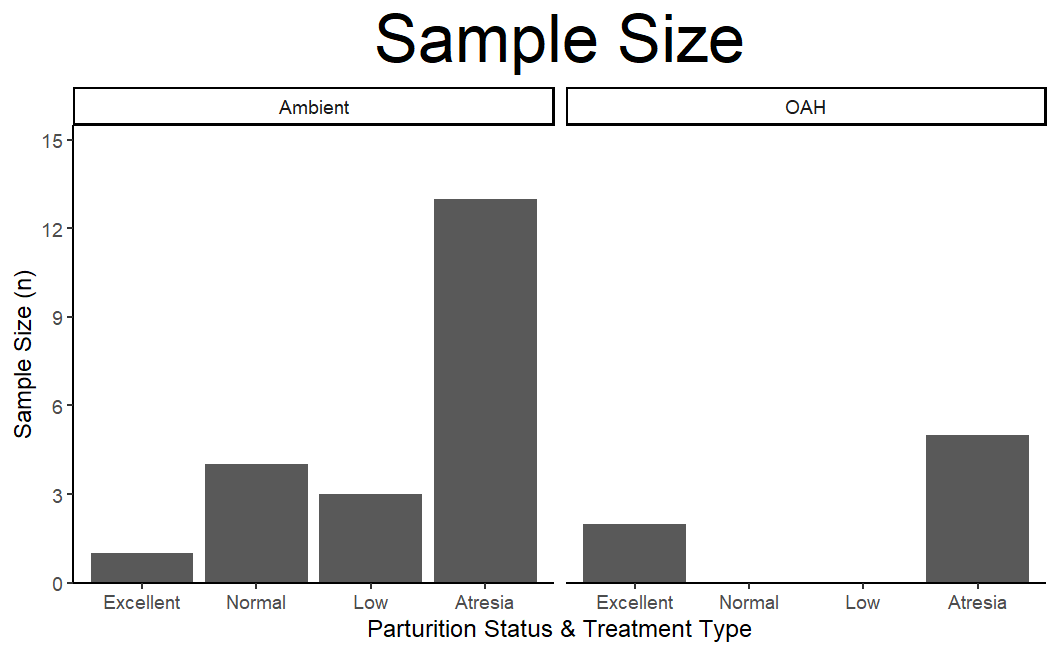 Sample Size
Ambient
OAH
15
12
9
6
3
0
Sample Size (n)
Excellent Normal Low Atresia
Excellent Normal Low Atresia
Parturition Status & Treatment Type